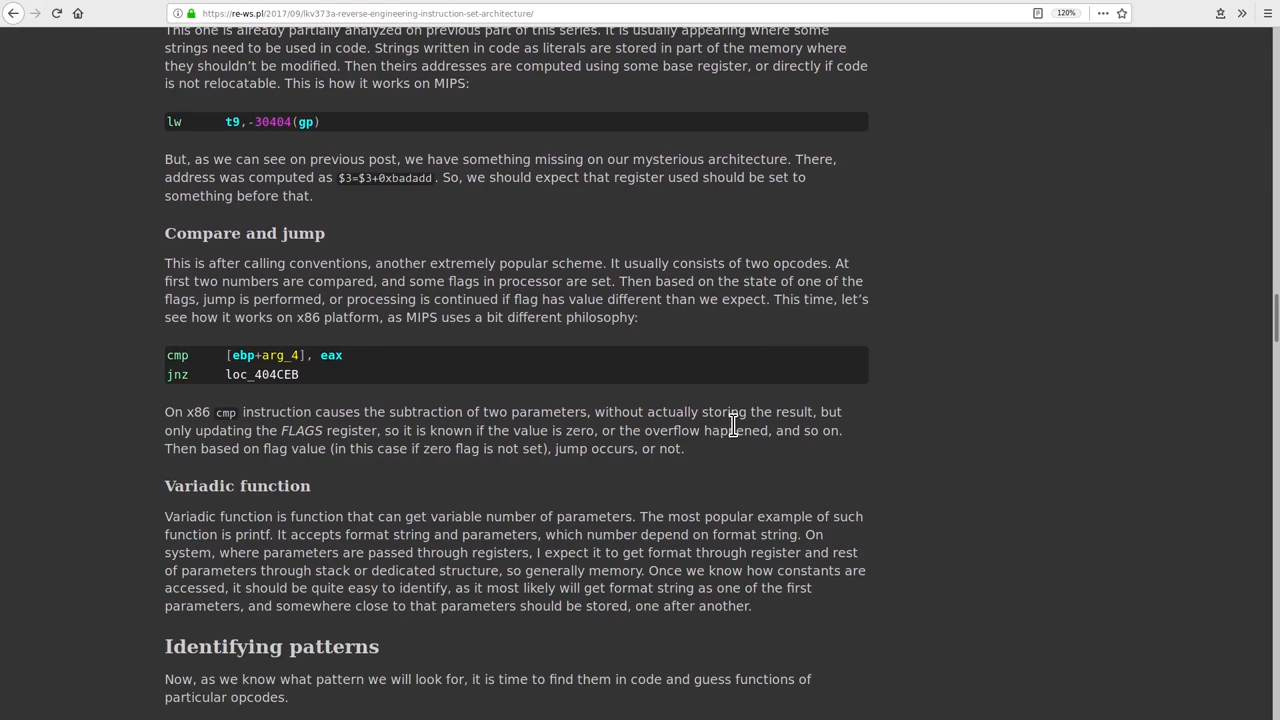 https://re-ws.pl/2017/09/lkv373a-reverse-engineering-instruction-set-architecture/
120%
This one is already partially analyzed on previous part of this series. It is usually appearing where some
strings need to be used in code. Strings written in code as literals are stored in part of the memory where
they shouldn’t be modified. Then theirs addresses are computed using some base register, or directly if code
is not relocatable. This is how it works on MIPS:
lw t9,-30404(gp)
But, as we can see on previous post, we have something missing on our mysterious architecture. There,
address was computed as $3=$3+0xbadadd. So, we should expect that register used should be set to
something before that.
Compare and jump
This is after calling conventions, another extremely popular scheme. It usually consists of two opcodes. At
first two numbers are compared, and some flags in processor are set. Then based on the state of one of the
flags, jump is performed, or processing is continued if flag has value different than we expect. This time, let’s
see how it works on x86 platform, as MIPS uses a bit different philosophy:
cmp [ebp+arg_4], eax
jnz loc_404CEB
On x86 cmp instruction causes the subtraction of two parameters, without actually storing the result, but
only updating the FLAGS register, so it is known if the value is zero, or the overflow happened, and so on.
Then based on flag value (in this case if zero flag is not set), jump occurs, or not.
Variadic function
Variadic function is function that can get variable number of parameters. The most popular example of such
function is printf. It accepts format string and parameters, which number depend on format string. On
system, where parameters are passed through registers, I expect it to get format through register and rest
of parameters through stack or dedicated structure, so generally memory. Once we know how constants are
accessed, it should be quite easy to identify, as it most likely will get format string as one of the first
parameters, and somewhere close to that parameters should be stored, one after another.
Identifying patterns
Now, as we know what pattern we will look for, it is time to find them in code and guess functions of
particular opcodes.